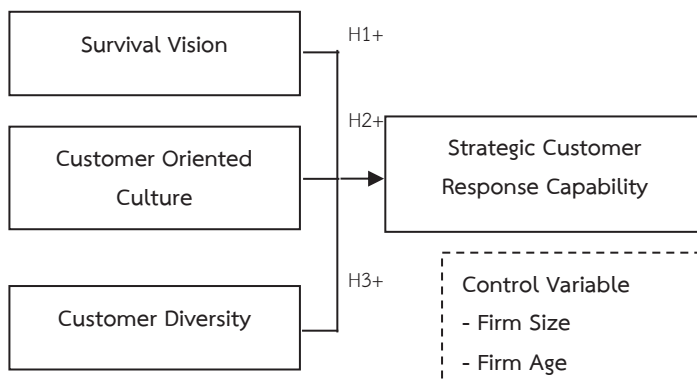 Survival Vision
H1+
H2+
Customer Oriented
Culture
Strategic Customer
Response Capability
H3+
Customer Diversity
Control Variable
- Firm Size
- Firm Age